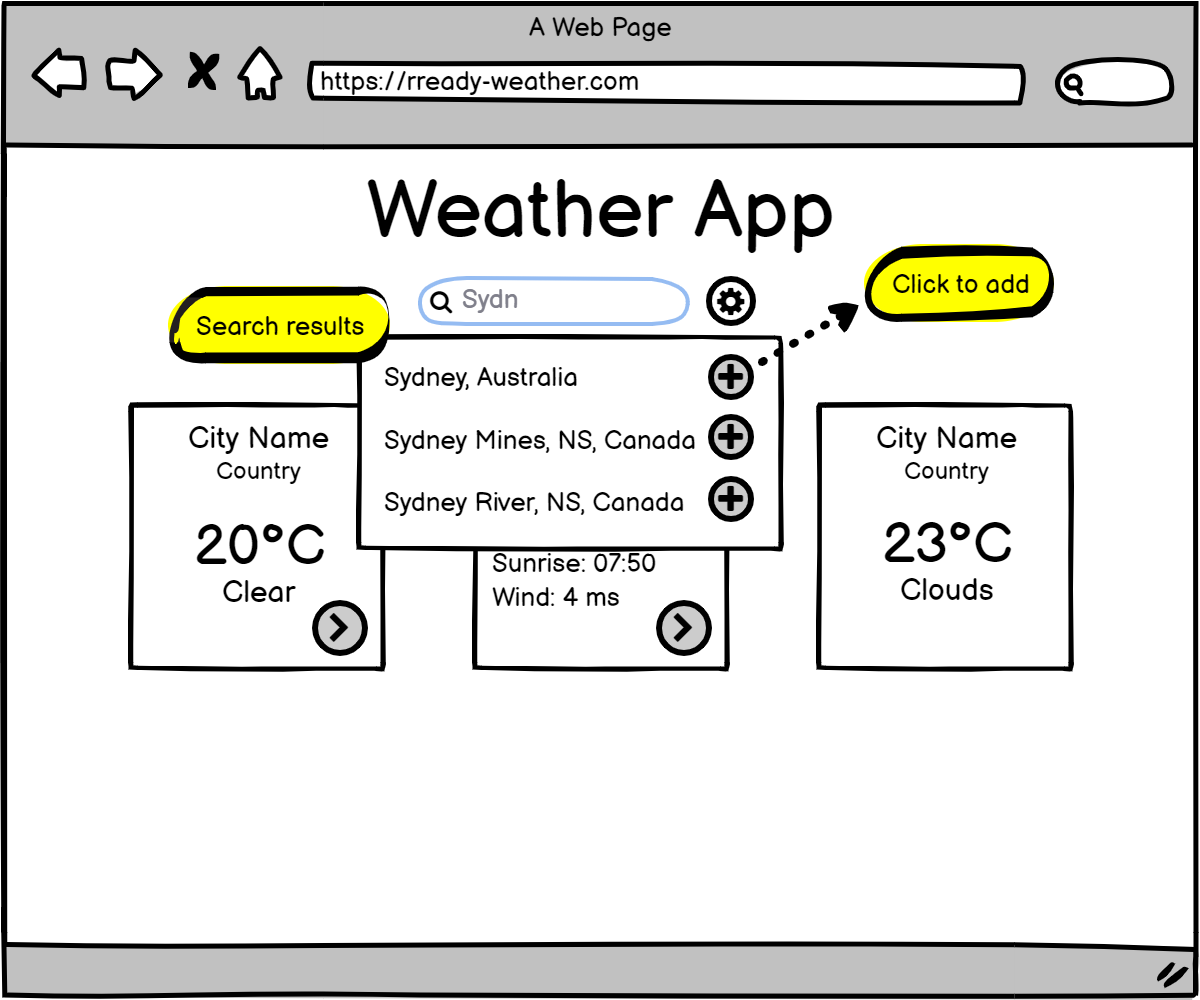 A Web Page
https://rready-weather.com
Weather App
Click to add
Sydn
Search results
Sydney, Australia
Sydney Mines, NS, Canada
Sydney River, NS, Canada
City Name
Country
20°C
Clear
Sunrise: 07:50
Wind: 4 ms
City Name
Country
23°C
Clouds